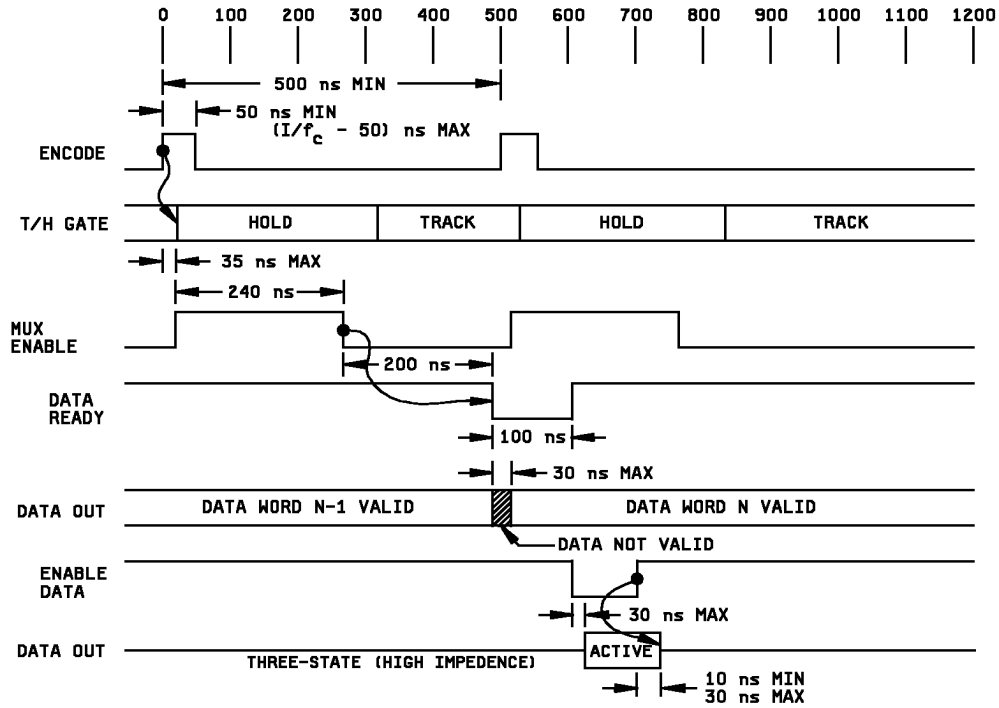 0 100 200 300 400 500 600 700 800 900 1000 1100 1200
500 ns MIN
50 ns MIN
(I/fc - 50) ns MAX
ENCODE
T/H GATE
HOLD TRACK HOLD TRACK
35 ns MAX
240 ns
MUX
ENABLE
200 ns
DATA
READY
100 ns
30 ns MAX
DATA OUT
DATA WORD N-1 VALID DATA WORD N VALID
DATA NOT VALID
ENABLE
DATA
30 ns MAX
DATA OUT
ACTIVE
THREE-STATE (HIGH IMPEDENCE)
10 ns MIN
30 ns MAX